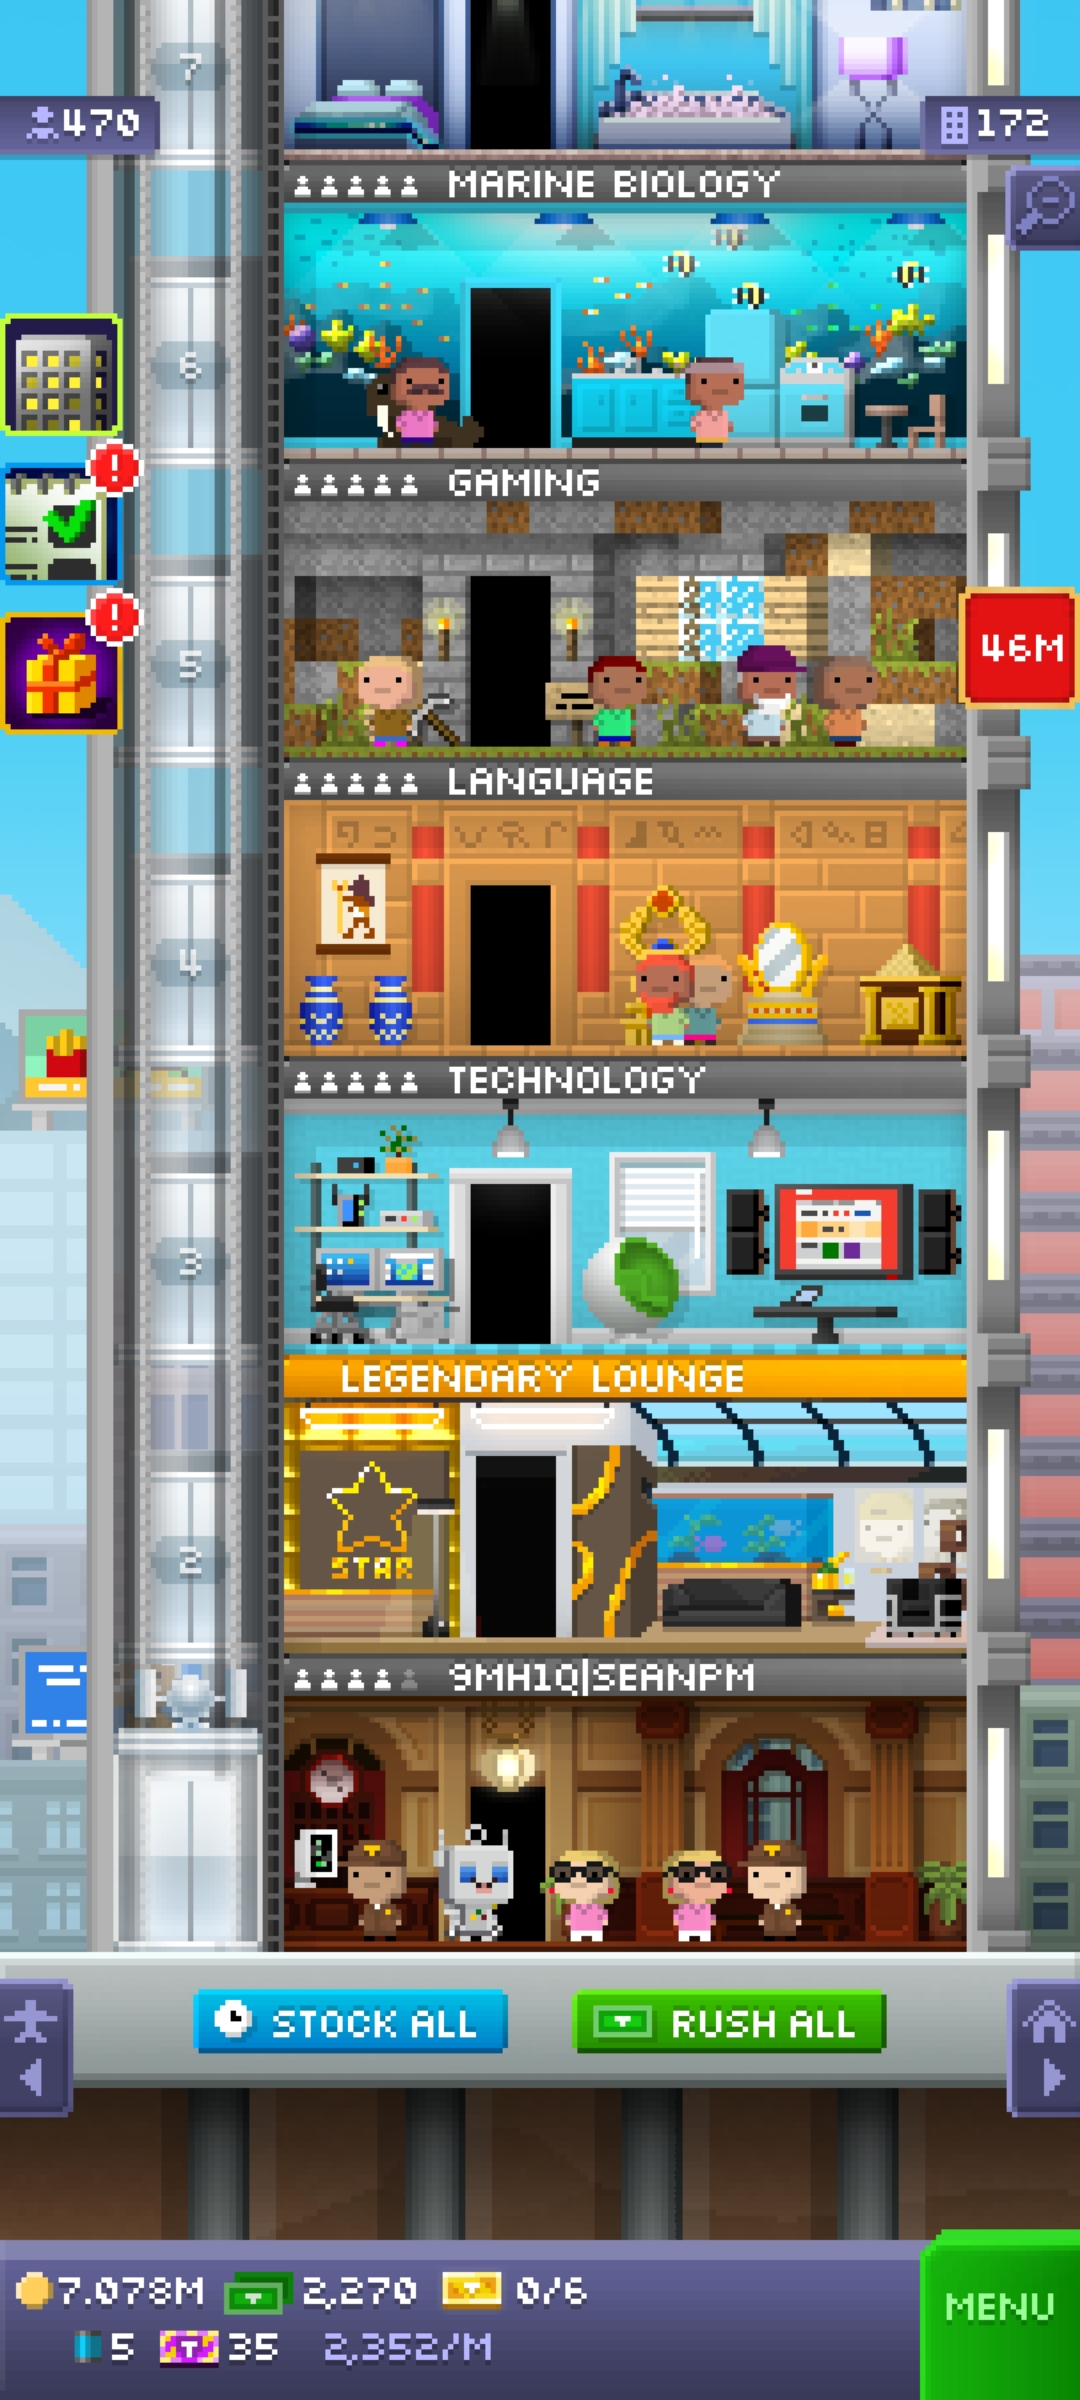 7
470
172
MARINE BIOLOGY
6
GAMING
5
46M
LANGUAGE
4
TECHNOLOGY
3
LEGENDARY LOUNGE
STAR
2
9MH1Q|SEANPM
STOCK ALL
RUSH ALL
7.078M 2,270 0/6
5 35 2,352/M
MENU